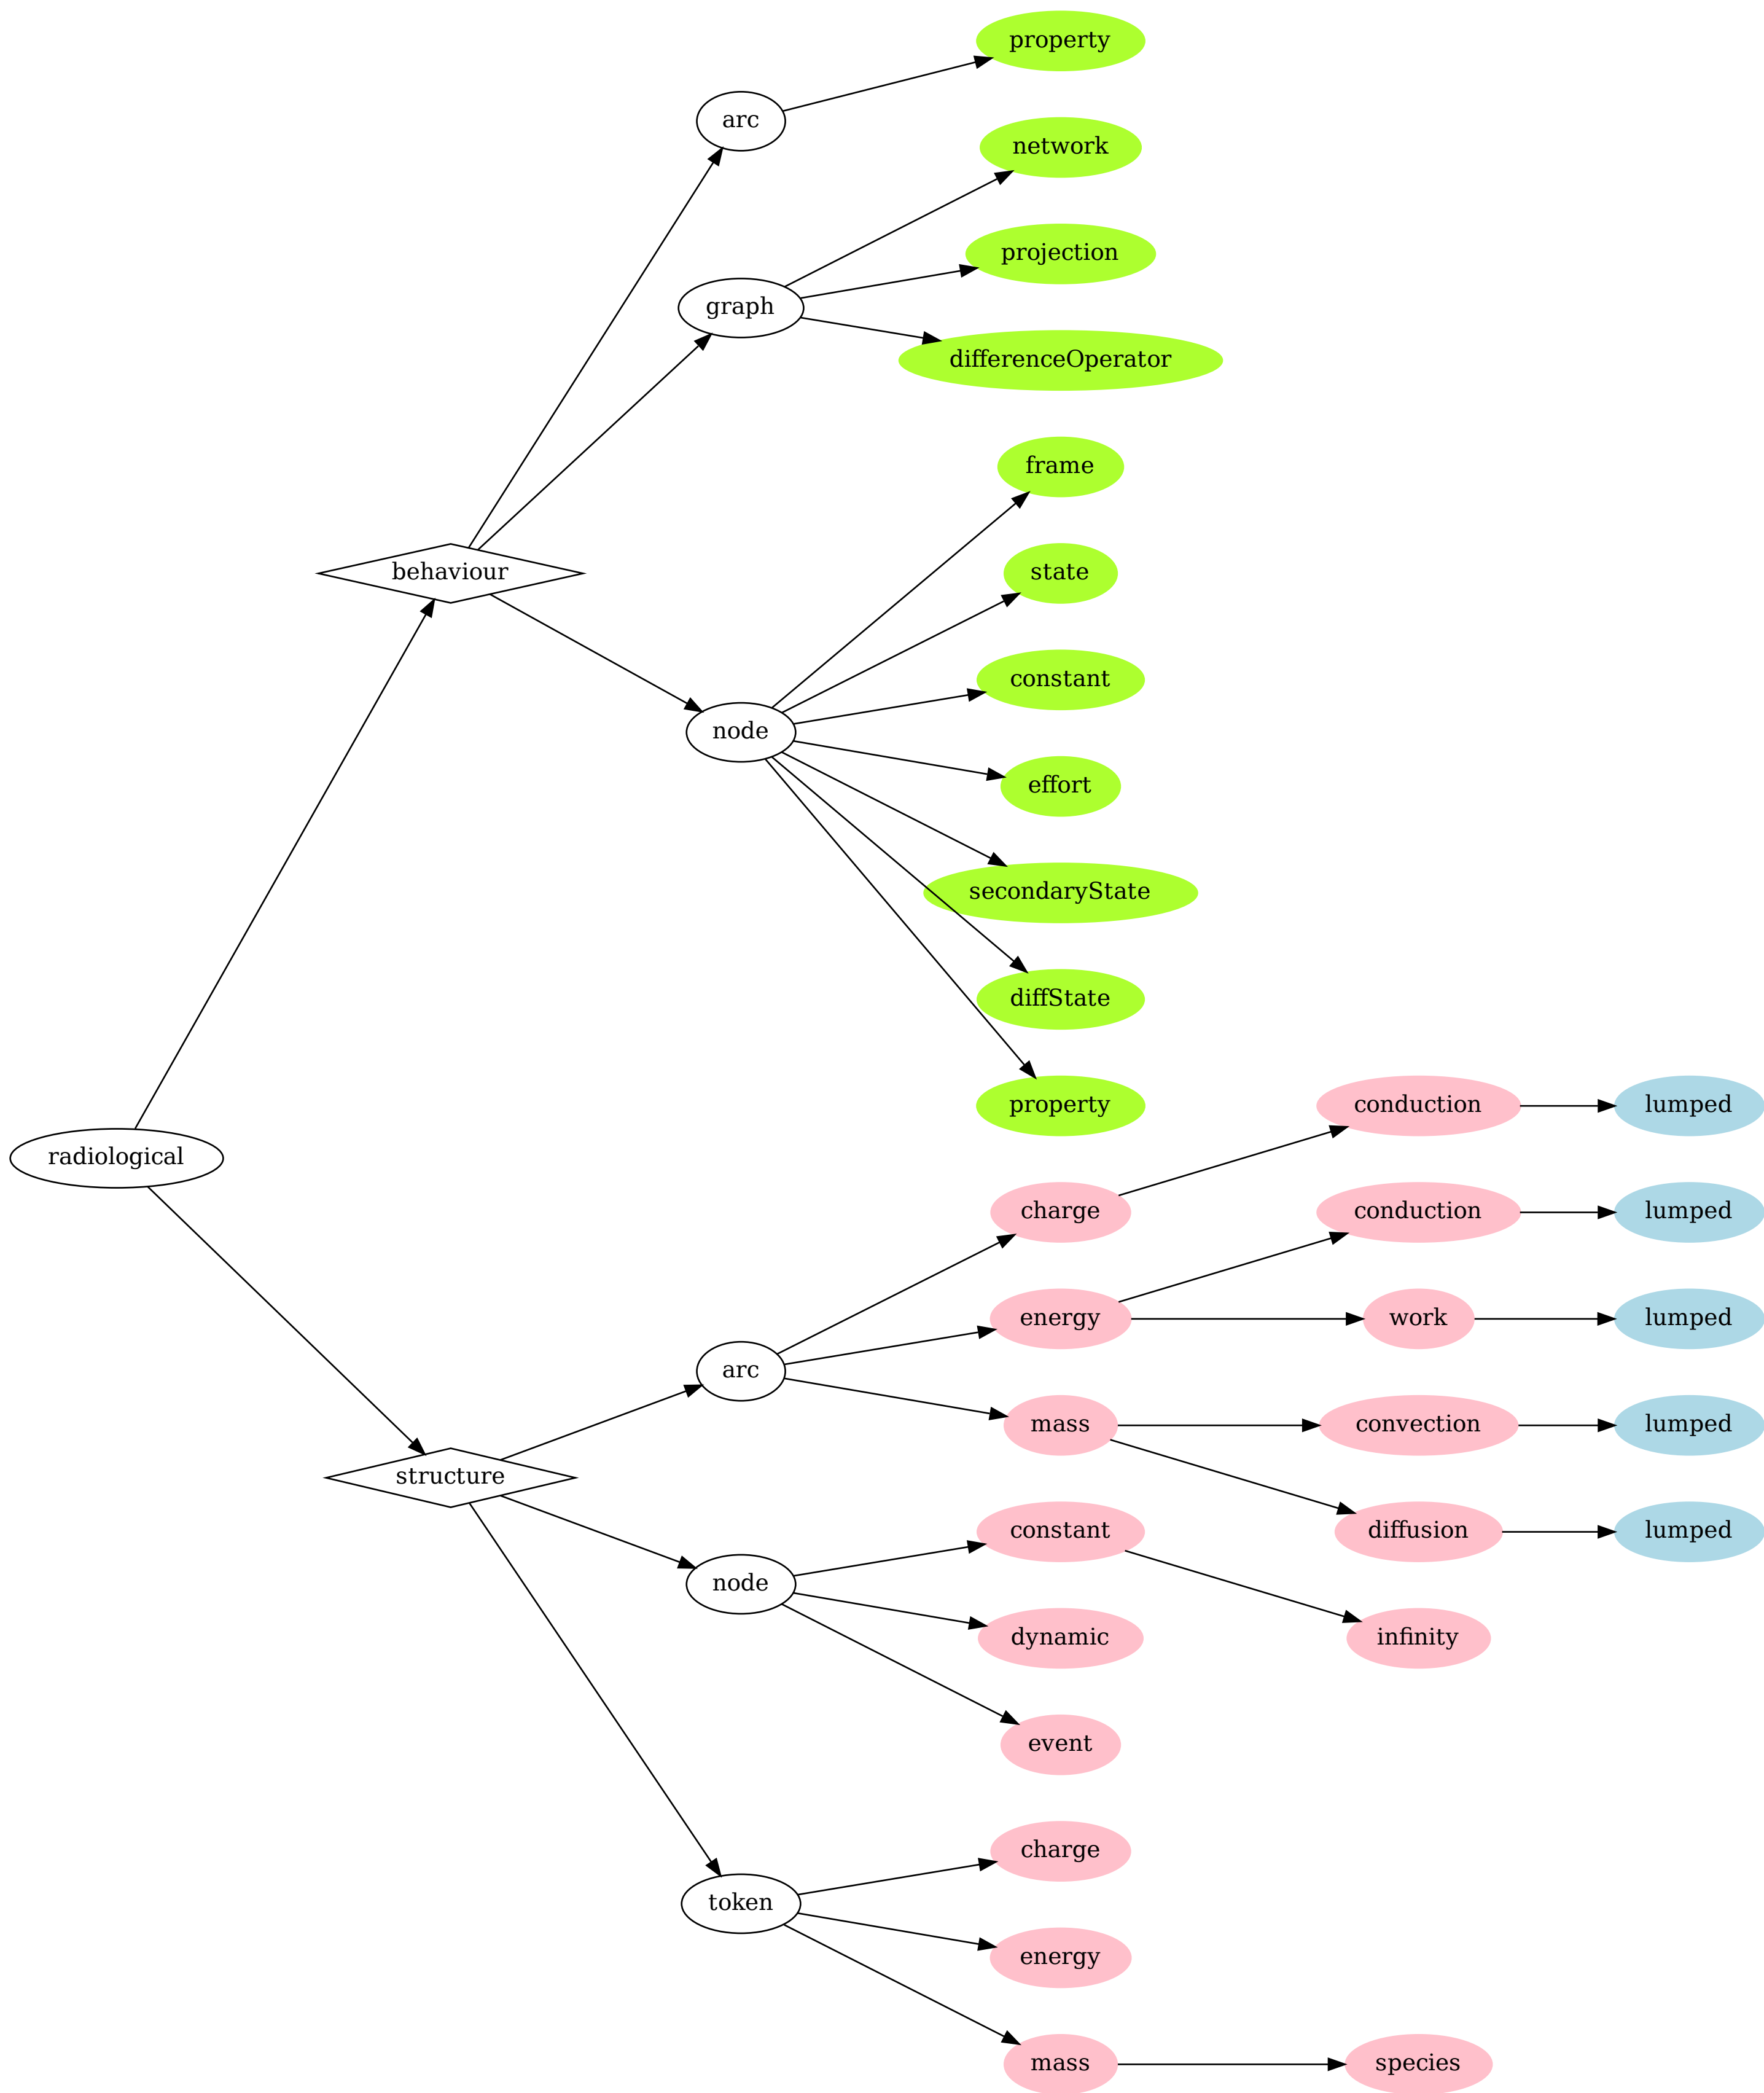 property
arc
network
projection
graph
differenceOperator
frame
state
behaviour
constant
node
effort
secondaryState
diffState
property
conduction
lumped
radiological
charge
conduction
lumped
energy
work
lumped
arc
mass
convection
lumped
structure
constant
diffusion
lumped
node
dynamic
infinity
event
charge
token
energy
mass
species